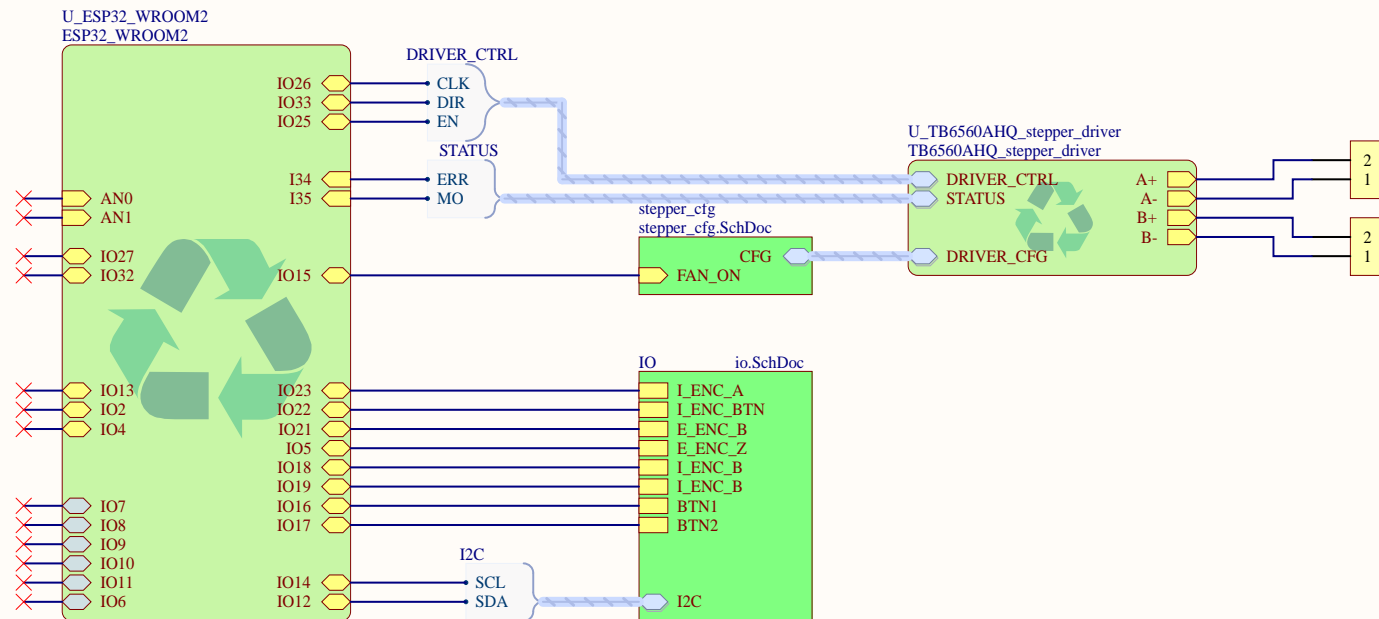 U_ESP32_WROOM2
ESP32_WROOM2
DRIVER_CTRL
IO26
CLK
IO33
DIR
IO25
EN
STATUS
I34
ERR
I35
MO
AN0
AN1
IO27
IO32
IO15
IO13
IO2
IO4
IO7
IO8
IO9
IO10
IO11
IO6
stepper_cfg
stepper_cfg.SchDoc
CFG
FAN_ON
U_TB6560AHQ_stepper_driver
TB6560AHQ_stepper_driver
DRIVER_CTRL
STATUS
DRIVER_CFG
A+
A-
B+
B-
2
1
2
1
IO io.SchDoc
IO23
I_ENC_A
IO22
I_ENC_BTN
IO21
E_ENC_B
IO5
E_ENC_Z
IO18
I_ENC_B
IO19
I_ENC_B
IO16
BTN1
IO17
BTN2
I2C
IO14
SCL
IO12
SDA
I2C